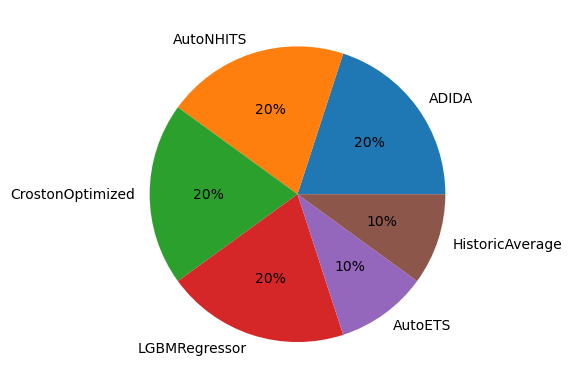 AutoNHITS
ADIDA
20%
20%
CrostonOptimized
20%
10%
HistoricAverage
20%
10%
AutoETS
LGBMRegressor